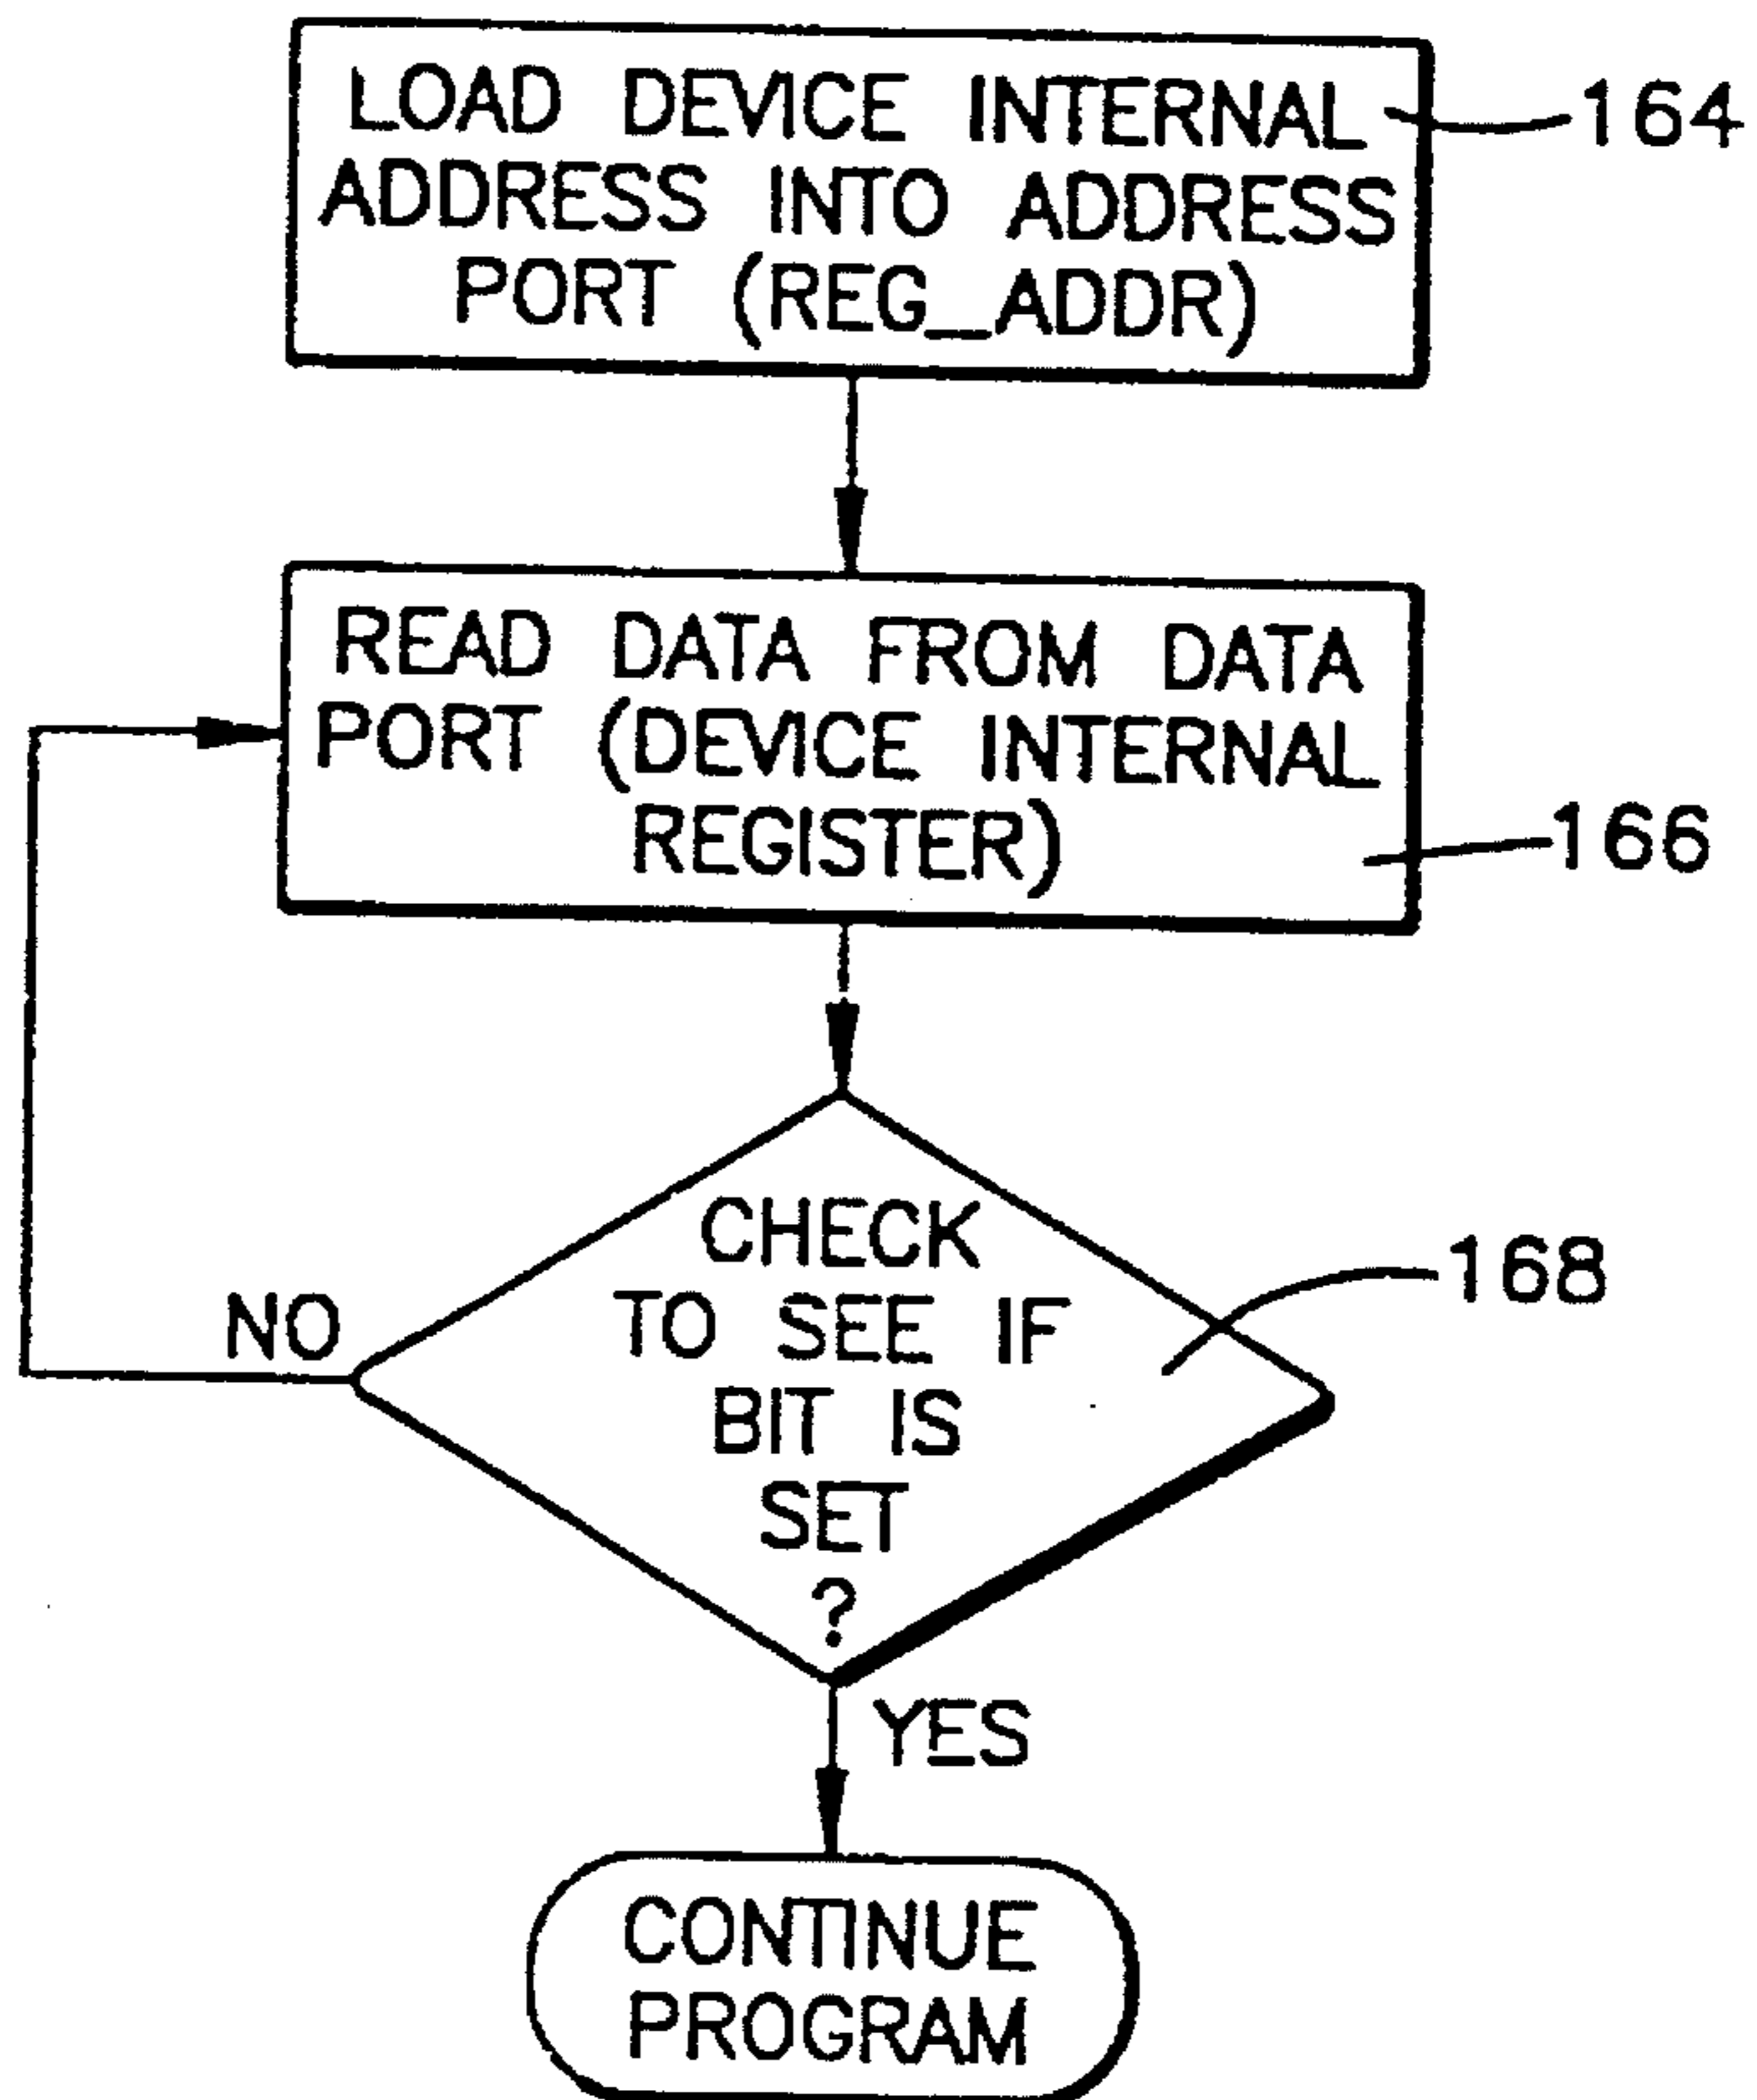 LOAD DEVICE INTERNAL
ADDRESS INTO ADDRESS
PORT (REG_ADDR)
164
READ DATA FROM DATA
PORT (DEVICE INTERNAL
REGISTER)
166
CHECK
TO SEE IF
BIT IS
SET
?
168
NO
YES
CONTINUE
PROGRAM